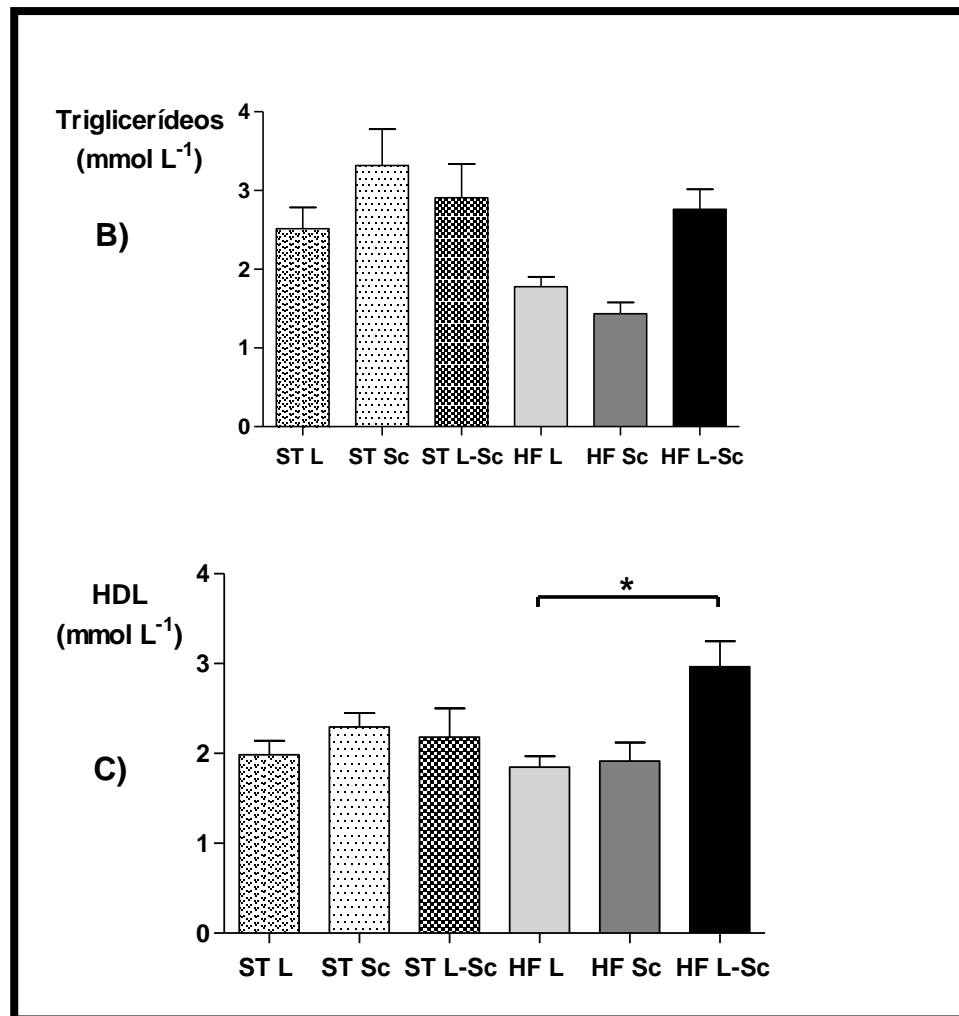 Triglicerídeos
(mmol L⁻¹)
B)
4
3
2
1
0
ST L ST Sc ST L-Sc HF L HF Sc HF L-Sc
HDL
(mmol L⁻¹)
C)
4
3
2
1
0
*
ST L ST Sc ST L-Sc HF L HF Sc HF L-Sc